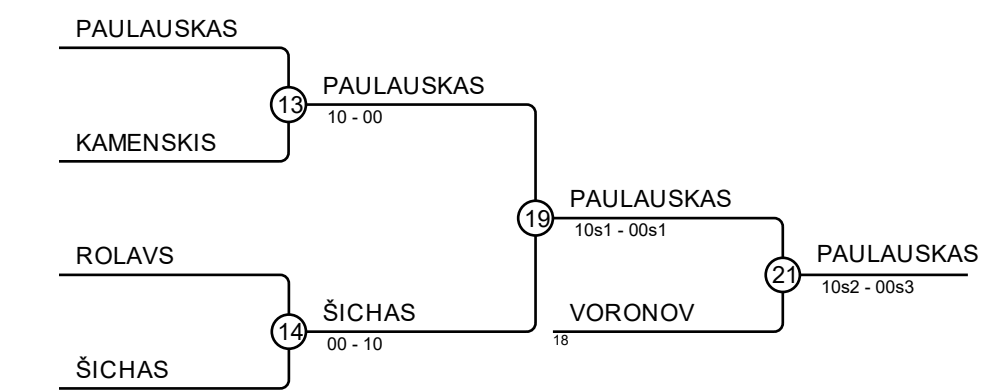 PAULAUSKAS
13
PAULAUSKAS
10 - 00
KAMENSKIS
19
PAULAUSKAS
10s1 - 00s1
ROLAVS
21
PAULAUSKAS
10s2 - 00s3
14
ŠICHAS
00 - 10
VORONOV
18
ŠICHAS